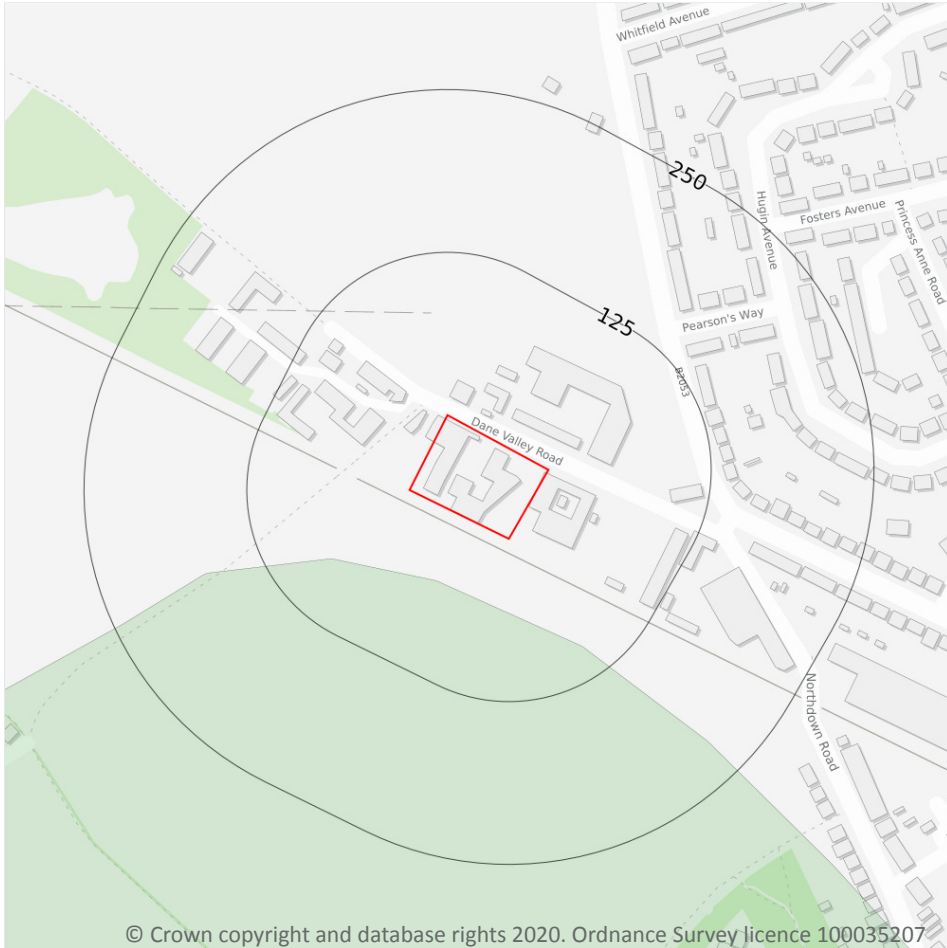 Whitfield Avenue
250
Hugin Avenue
Fosters Avenue
Princess Anne Road
125
Pearson's Way
B2053
Dane Valley Road
Northdown Road
© Crown copyright and database rights 2020. Ordnance Survey licence 100035207